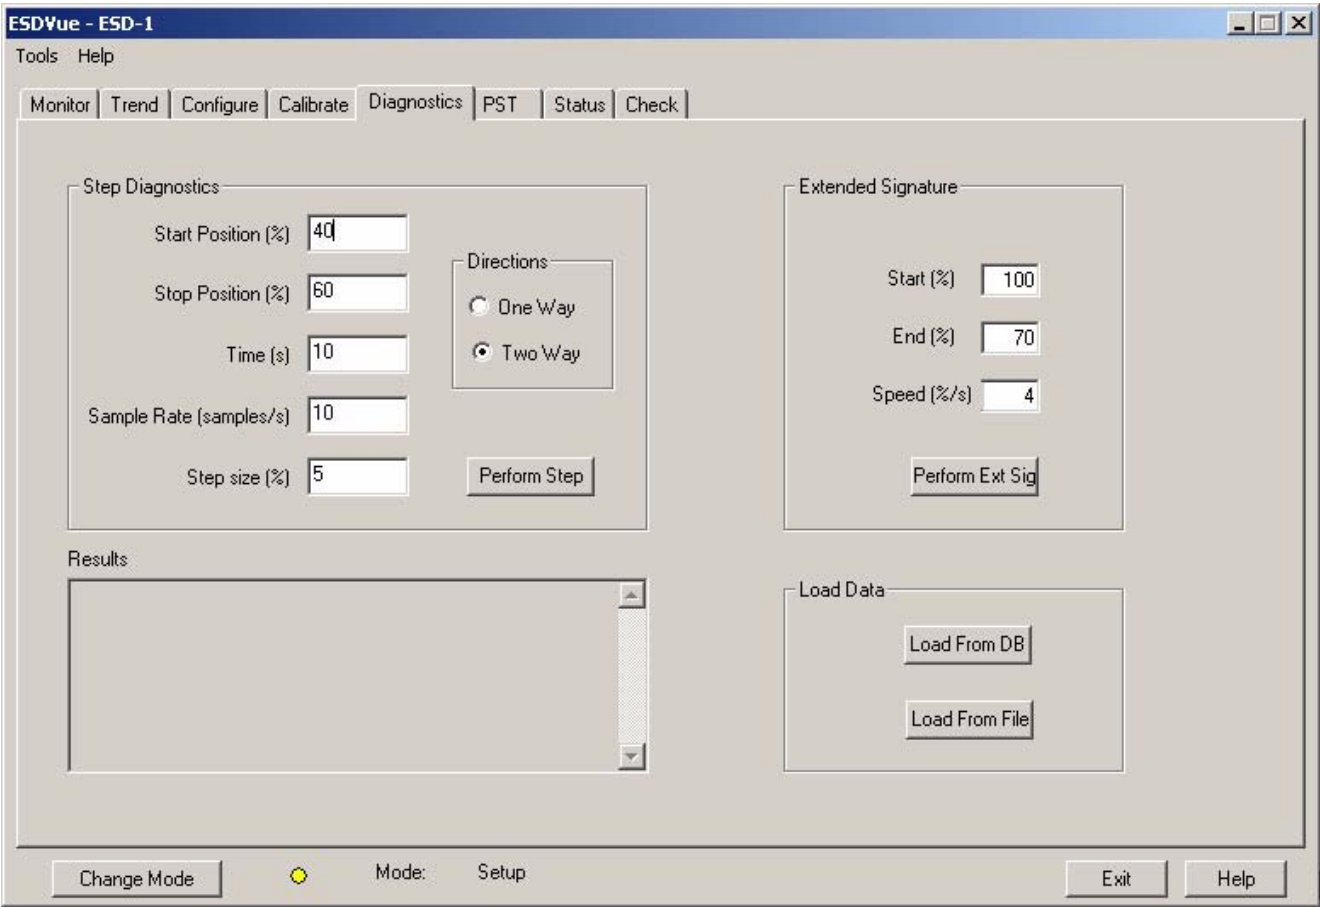 ESDVue - ESD-1
Tools Help
Monitor Trend Configure Calibrate Diagnostics PST Status Check
Step Diagnostics
Start Position (%) 40
Stop Position (%) 60
Time (s) 10
Sample Rate (samples/s) 10
Step size (%) 5
Directions
One Way
Two Way
Perform Step
Extended Signature
Start (%) 100
End (%) 70
Speed (%/s) 4
Perform Ext Sig
Results
Load Data
Load From DB
Load From File
Change Mode Mode: Setup Exit Help